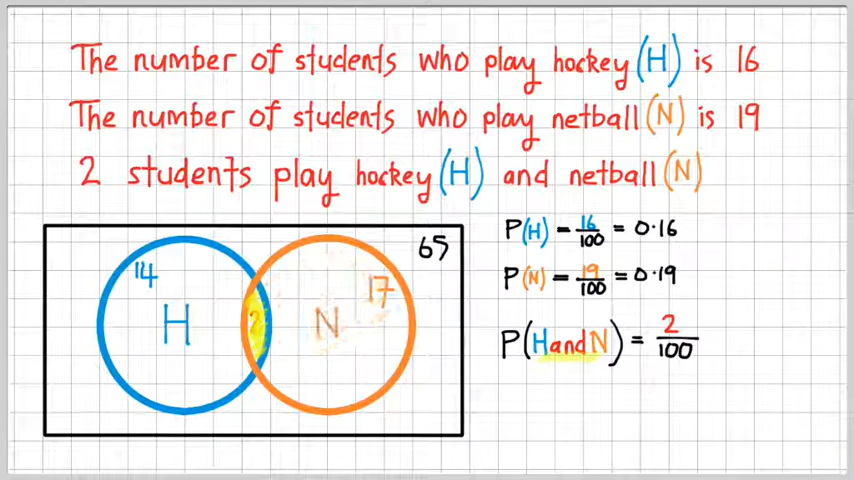 The number of students who play hockey (H) is 16
The number of students who play netball (N) is 19
2 students play hockey (H) and netball (N)
65
14
17
H
2
N
P(H) = 16/100 = 0.16
P(N) = 19/100 = 0.19
P(H and N) = 2/100